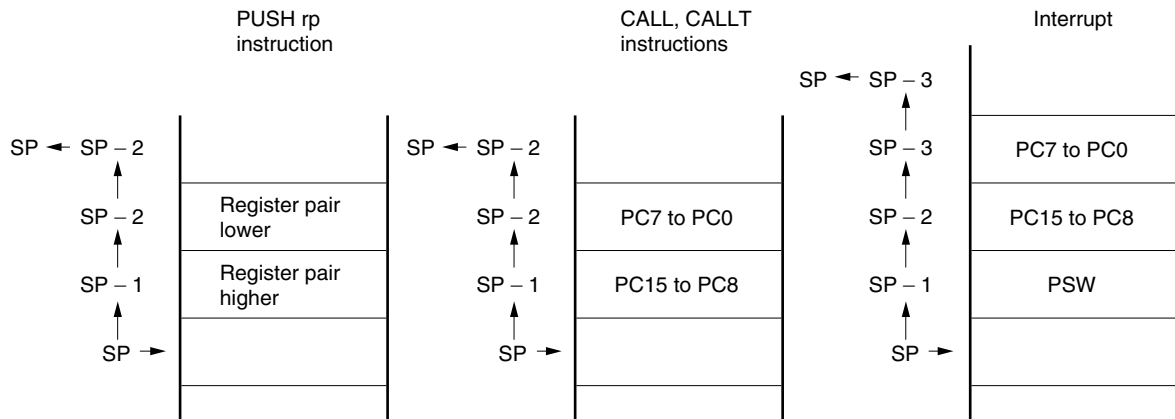 PUSH rp
instruction
SP
SP – 2
SP – 2
Register pair
lower
SP – 1
Register pair
higher
SP
CALL, CALLT
instructions
SP
SP – 2
SP – 2
PC7 to PC0
SP – 1
PC15 to PC8
SP
Interrupt
SP
SP – 3
SP – 3
PC7 to PC0
SP – 2
PC15 to PC8
SP – 1
PSW
SP